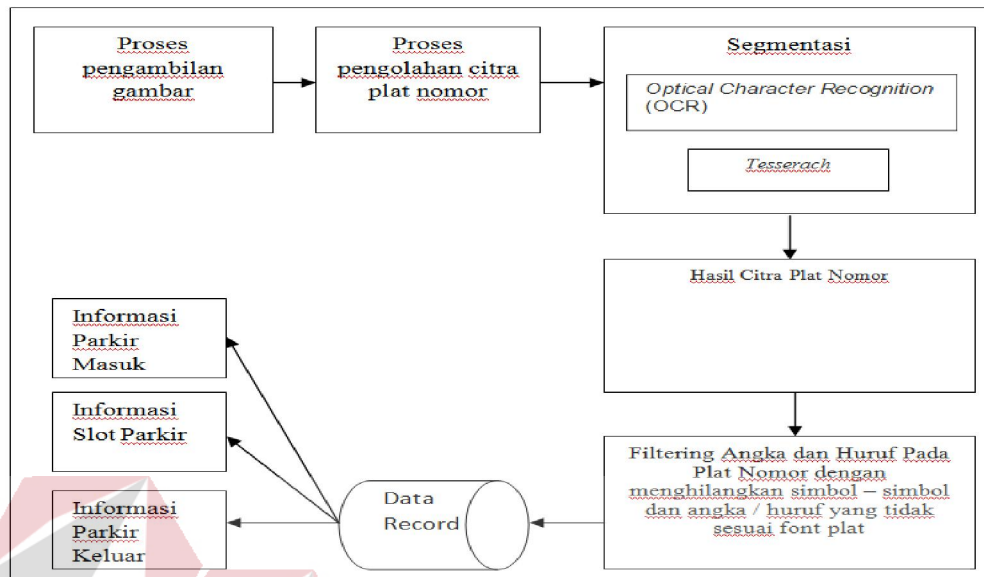 Proses
pengambilan
gambar
Proses
pengolahan citra
plat nomor
Segmentasi
Optical Character Recognition
(OCR)
Tesserach
Hasil Citra Plat Nomor
Filtering Angka dan Huruf Pada
Plat Nomor dengan
menghilangkan simbol – simbol
dan angka / huruf yang tidak
sesuai font plat
Data
Record
Informasi
Parkir
Masuk
Informasi
Slot Parkir
Informasi
Parkir
Keluar